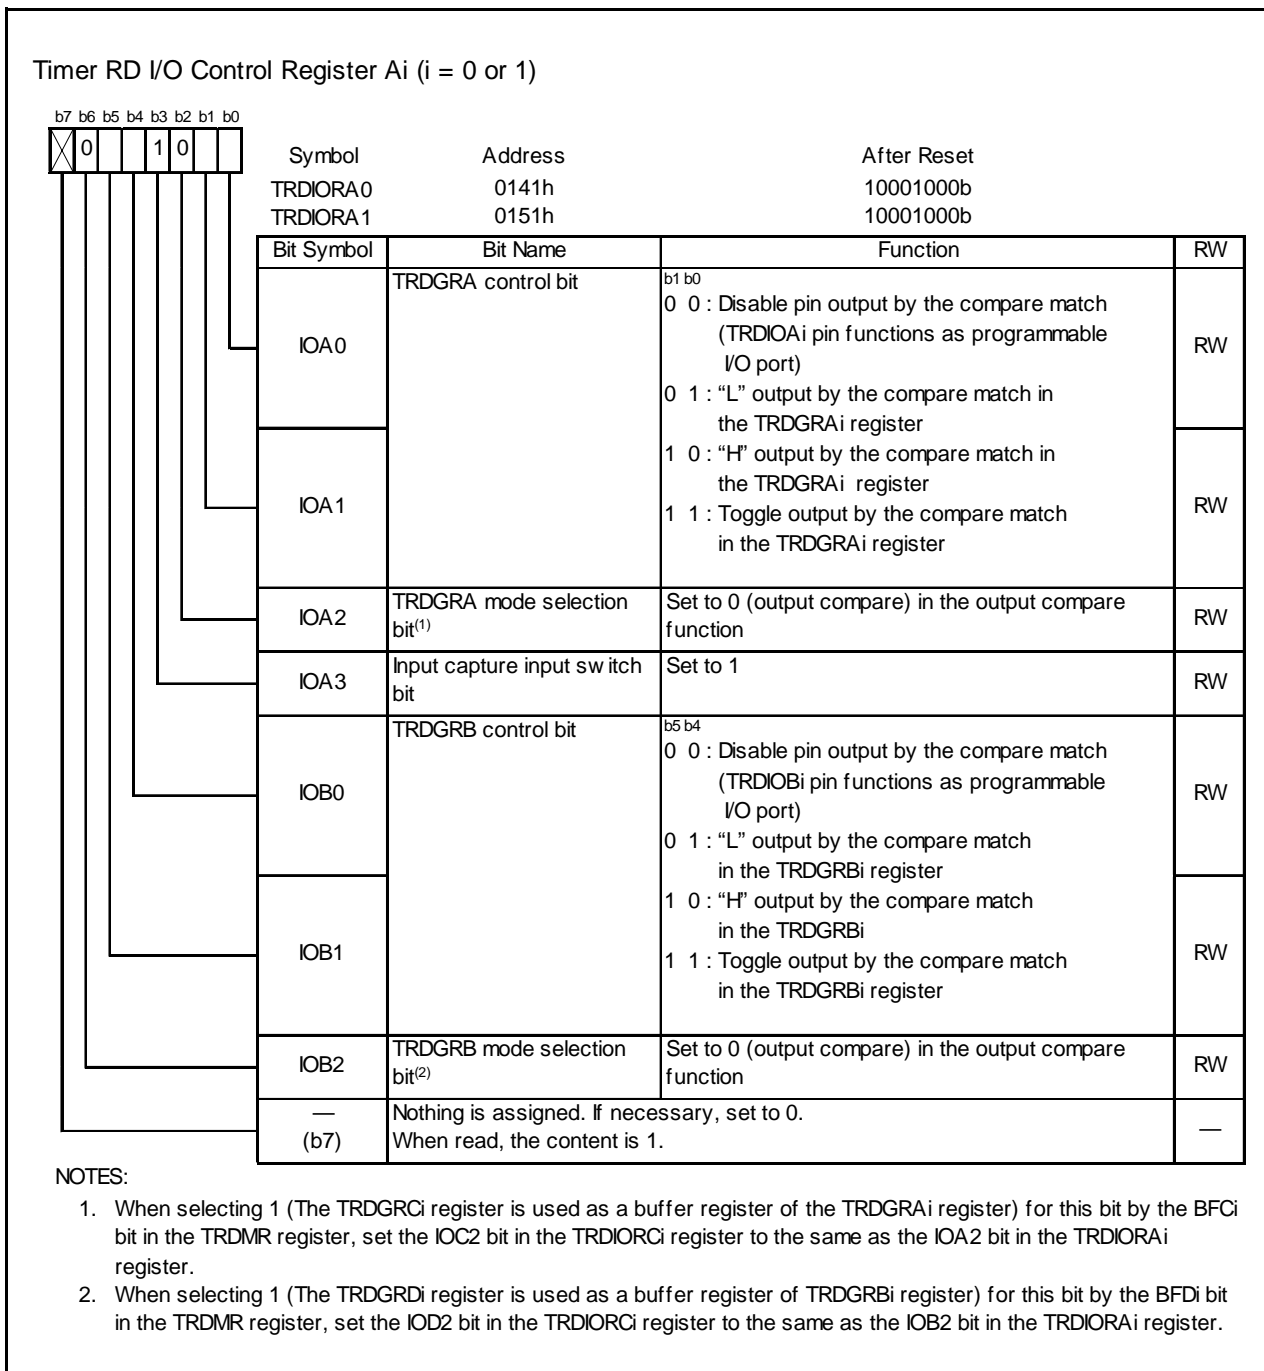 Timer RD I/O Control Register Ai (i = 0 or 1)
b7 b6 b5 b4 b3 b2 b1 b0
0 1 0
Symbol Address After Reset
TRDIORA0 0141h 10001000b
TRDIORA1 0151h 10001000b
Bit Symbol Bit Name Function RW
IOA0
TRDGRA control bit
b1 b0
0 0 : Disable pin output by the compare match
(TRDIOAi pin functions as programmable
I/O port)
0 1 : “L” output by the compare match in
the TRDGRAi register
1 0 : “H” output by the compare match in
the TRDGRAi register
1 1 : Toggle output by the compare match
in the TRDGRAi register
RW
IOA1
RW
IOA2
TRDGRA mode selection
bit(1)
Set to 0 (output compare) in the output compare
function
RW
IOA3
Input capture input switch
bit
Set to 1
RW
IOB0
TRDGRB control bit
b5 b4
0 0 : Disable pin output by the compare match
(TRDIOBi pin functions as programmable
I/O port)
0 1 : “L” output by the compare match
in the TRDGRBi register
1 0 : “H” output by the compare match
in the TRDGRBi
1 1 : Toggle output by the compare match
in the TRDGRBi register
RW
IOB1
RW
IOB2
TRDGRB mode selection
bit(2)
Set to 0 (output compare) in the output compare
function
RW
—
(b7)
Nothing is assigned. If necessary, set to 0.
When read, the content is 1.
—
NOTES:
1. When selecting 1 (The TRDGRCi register is used as a buffer register of the TRDGRAi register) for this bit by the BFCi
bit in the TRDMR register, set the IOC2 bit in the TRDIORCi register to the same as the IOA2 bit in the TRDIORAi
register.
2. When selecting 1 (The TRDGRDi register is used as a buffer register of TRDGRBi register) for this bit by the BFDi bit
in the TRDMR register, set the IOD2 bit in the TRDIORCi register to the same as the IOB2 bit in the TRDIORAi register.